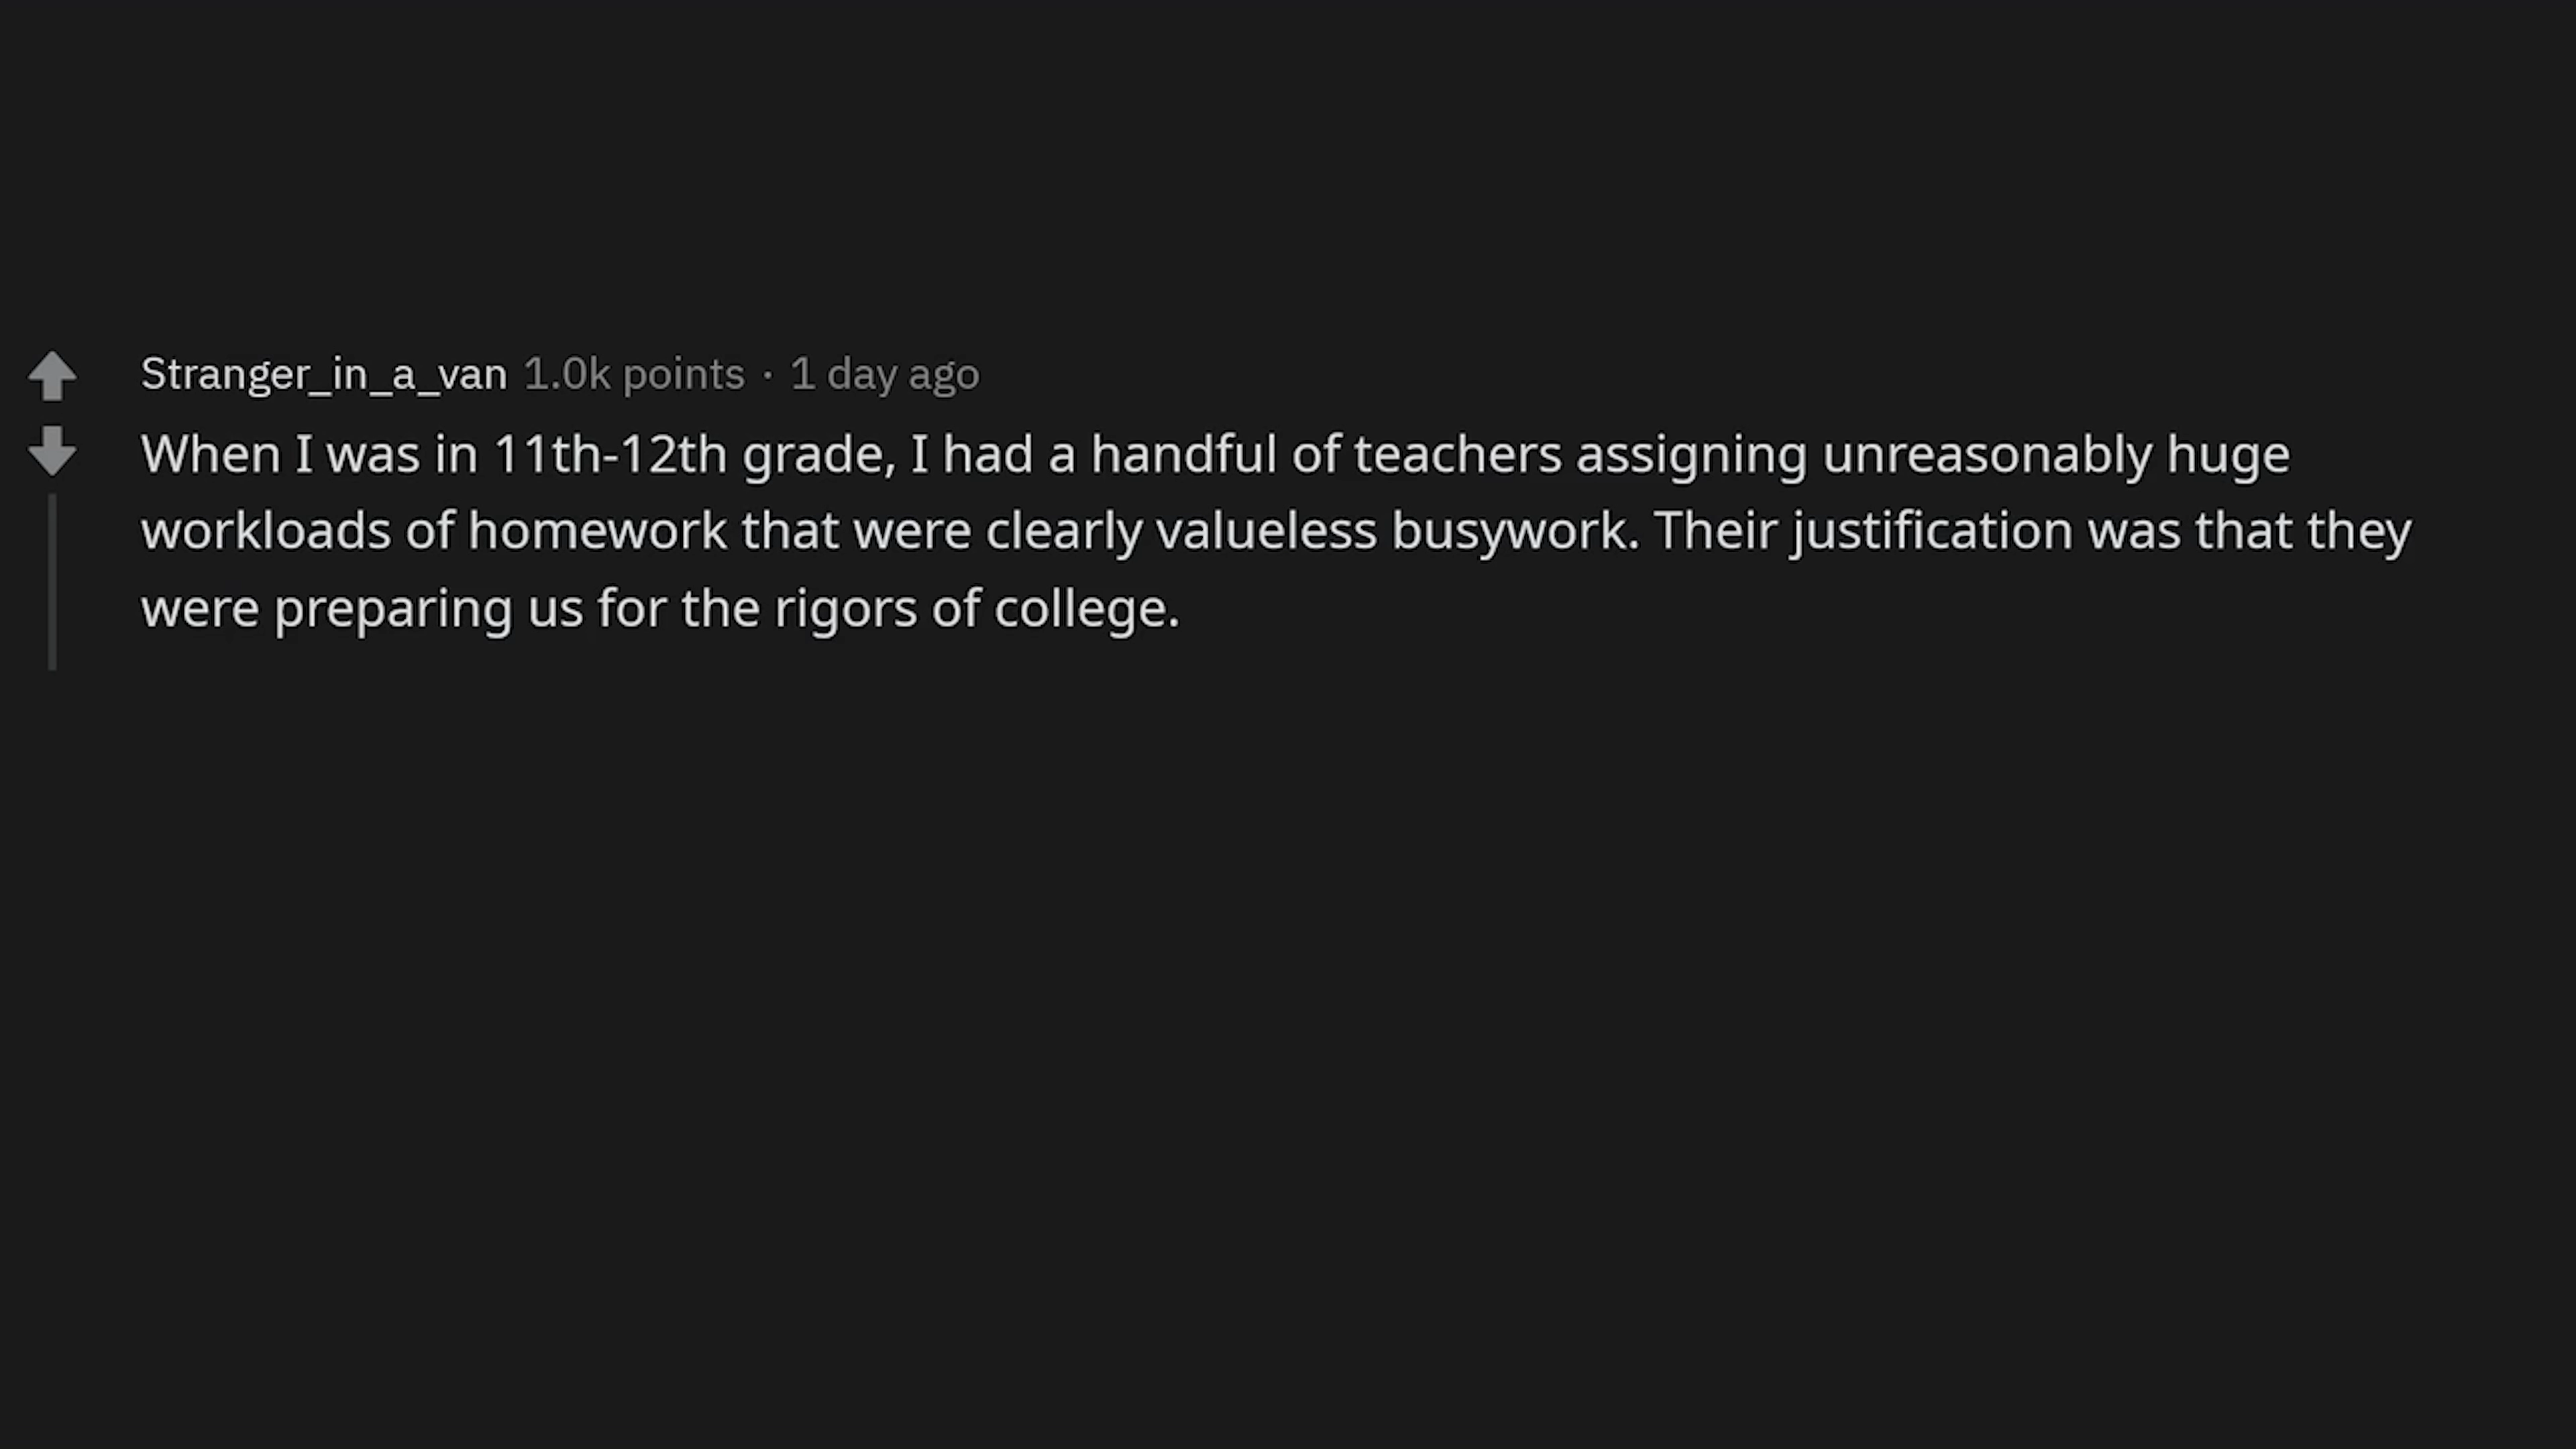 Stranger_in_a_van 1.0k points · 1 day ago
When I was in 11th-12th grade, I had a handful of teachers assigning unreasonably huge
workloads of homework that were clearly valueless busywork. Their justification was that they
were preparing us for the rigors of college.